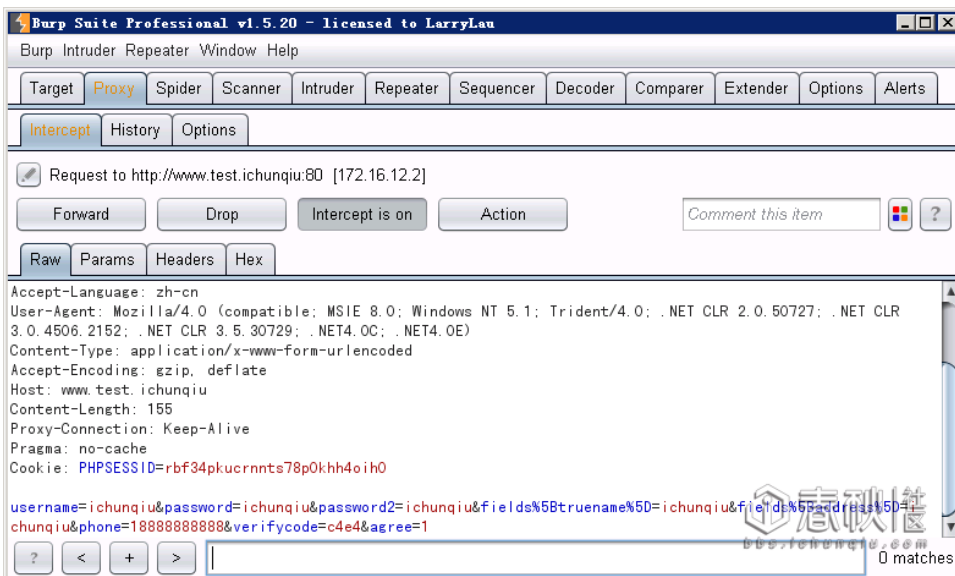 Burp Suite Professional v1.5.20 - licensed to LarryLau
Burp Intruder Repeater Window Help
Target Proxy Spider Scanner Intruder Repeater Sequencer Decoder Comparer Extender Options Alerts
Intercept History Options
Request to http://www.test.ichunqiu:80 [172.16.12.2]
Forward Drop Intercept is on Action Comment this item ?
Raw Params Headers Hex
Accept-Language: zh-cn
User-Agent: Mozilla/4.0 (compatible; MSIE 8.0; Windows NT 5.1; Trident/4.0; .NET CLR 2.0.50727; .NET CLR
3.0.4506.2152; .NET CLR 3.5.30729; .NET4.0C; .NET4.0E)
Content-Type: application/x-www-form-urlencoded
Accept-Encoding: gzip, deflate
Host: www.test.ichunqiu
Content-Length: 155
Proxy-Connection: Keep-Alive
Pragma: no-cache
Cookie: PHPSESSID=rbf34pkucrnnts78p0khh4oih0
username=ichunqiu&password=ichunqiu&password2=ichunqiu&fields%5Btruename%5D=ichunqiu&fields%5Baddress%5D=i
chunqiu&phone=18888888888&verifycode=c4e4&agree=1
春秋
bbs.ichunqiu.com
? < + > 0 matches